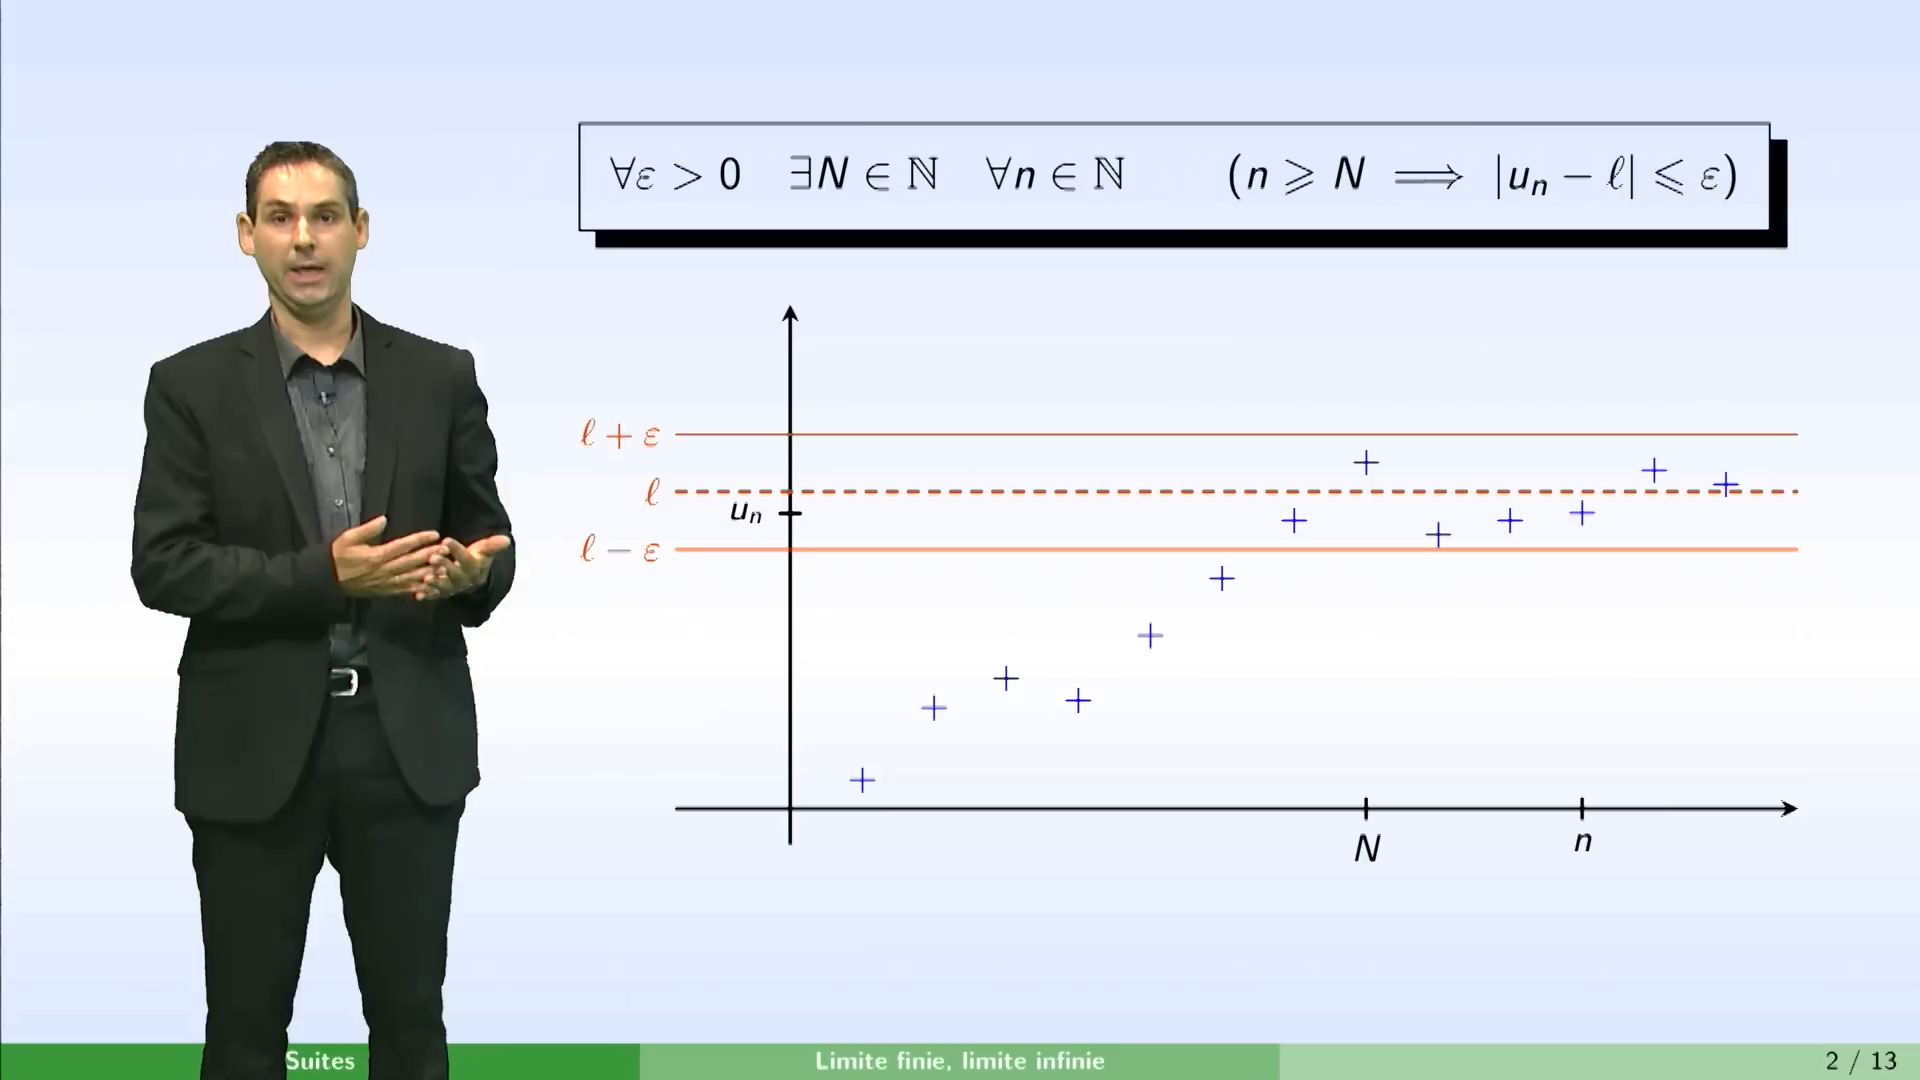 ∀ε > 0 ∃N ∈ ℕ ∀n ∈ ℕ (n ⩾ N ⟹ |uₙ − ℓ| ⩽ ε)
ℓ + ε
ℓ
uₙ
ℓ − ε
N
n
Suites
Limite finie, limite infinie
2 / 13